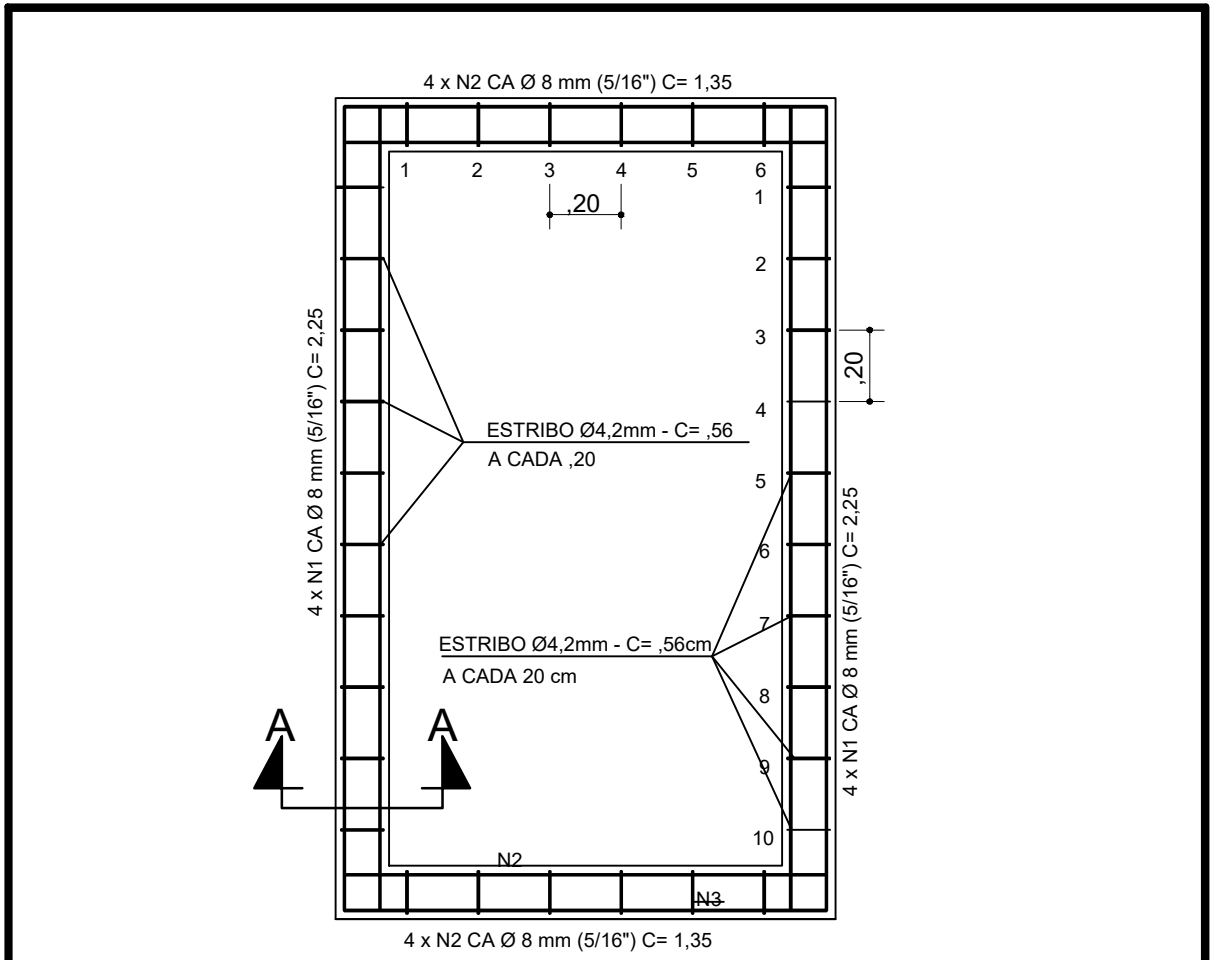 4 x N2 CA Ø 8 mm (5/16") C= 1,35
1 2 3 4 5 6
,20
1
2
3
,20
4
4 x N1 CA Ø 8 mm (5/16") C= 2,25
ESTRIBO Ø4,2mm - C= ,56
A CADA ,20
5
6
7
ESTRIBO Ø4,2mm - C= ,56cm
A CADA 20 cm
8
4 x N1 CA Ø 8 mm (5/16") C= 2,25
A A
9
10
N2
N3
4 x N2 CA Ø 8 mm (5/16") C= 1,35